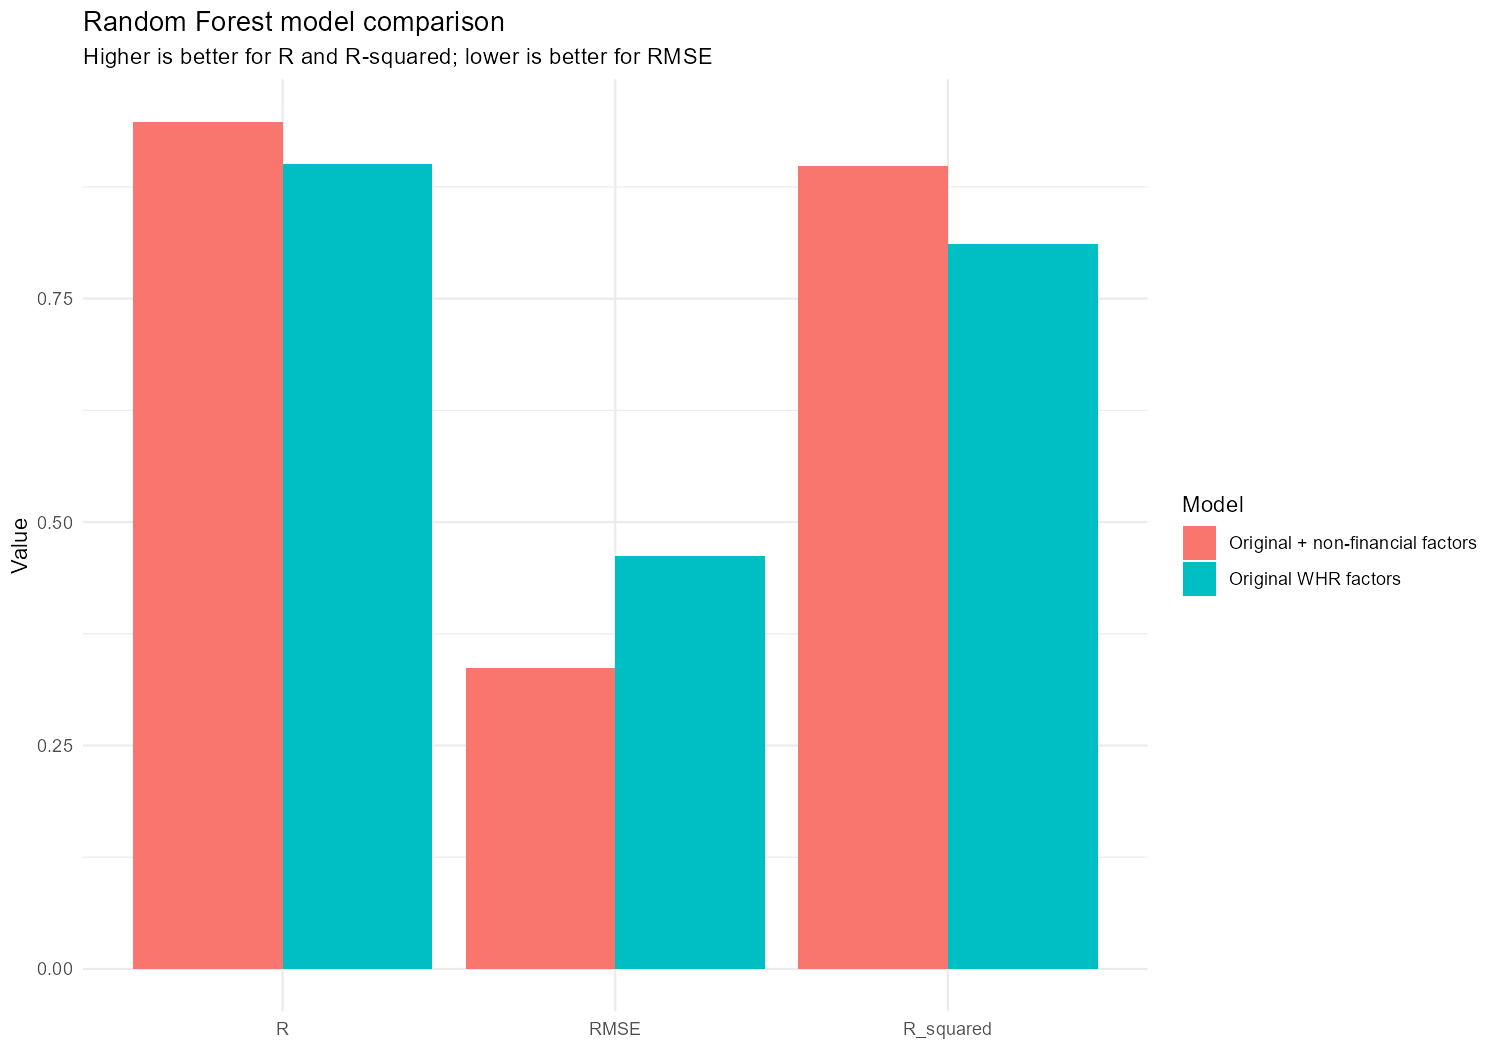 Random Forest model comparison
Higher is better for R and R-squared; lower is better for RMSE
Value
0.75
0.50
0.25
0.00
R
RMSE
R_squared
Model
Original + non-financial factors
Original WHR factors